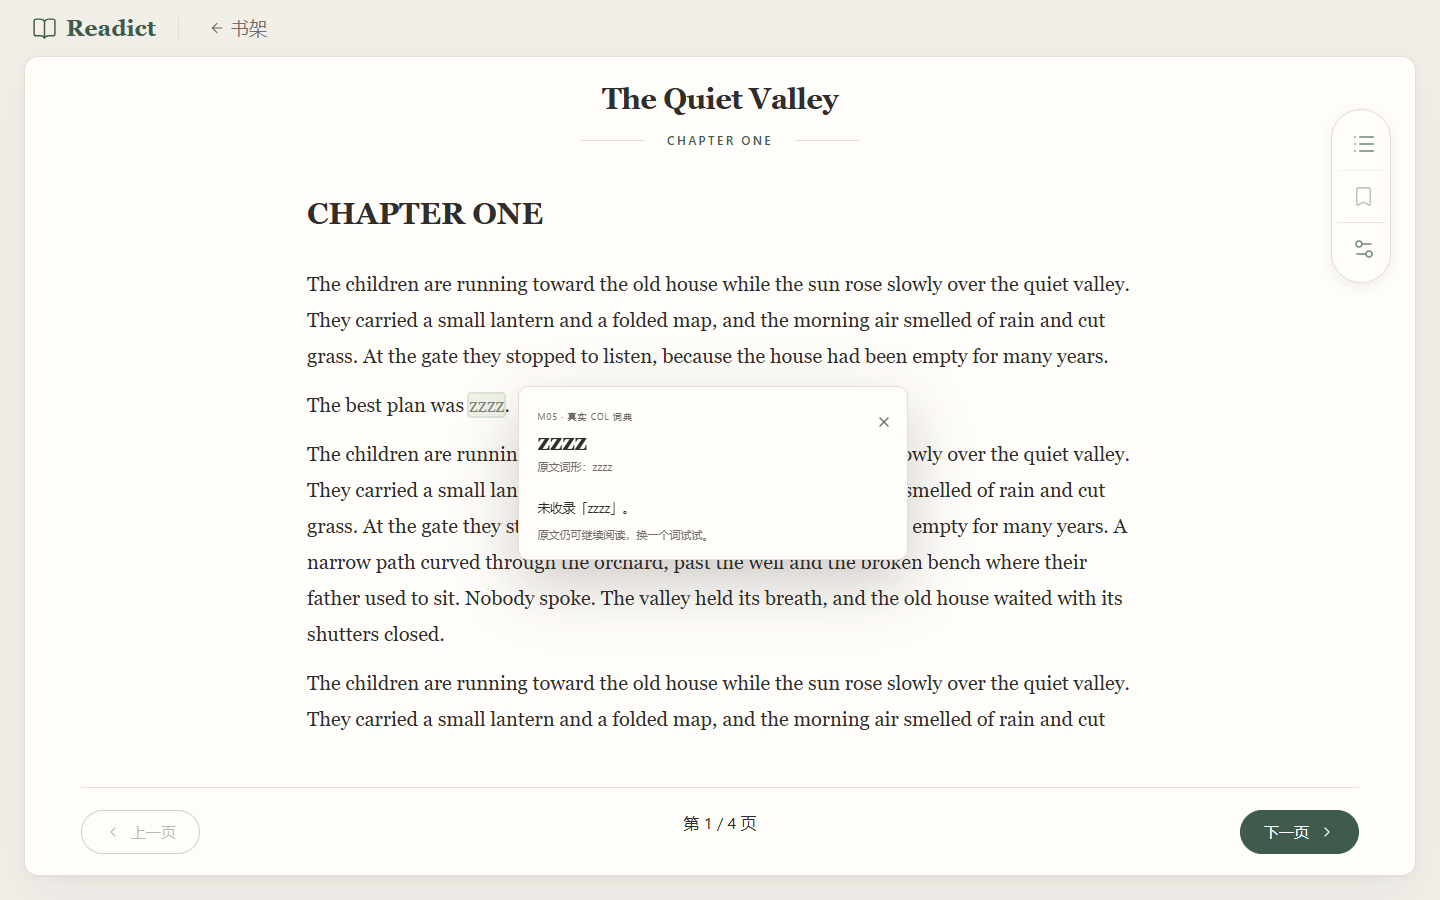 Readict
书架
The Quiet Valley
CHAPTER ONE
CHAPTER ONE
The children are running toward the old house while the sun rose slowly over the quiet valley.
They carried a small lantern and a folded map, and the morning air smelled of rain and cut
grass. At the gate they stopped to listen, because the house had been empty for many years.
The best plan was zzzz.
M05 · 真实 COL 词典
zzzz
原文词形：zzzz
未收录「zzzz」。
原文仍可继续阅读，换一个词试试。
The children are runnin owly over the quiet valley.
They carried a small lan smelled of rain and cut
grass. At the gate they st empty for many years. A
narrow path curved through the orchard, past the well and the broken bench where their
father used to sit. Nobody spoke. The valley held its breath, and the old house waited with its
shutters closed.
The children are running toward the old house while the sun rose slowly over the quiet valley.
They carried a small lantern and a folded map, and the morning air smelled of rain and cut
上一页
第 1 / 4 页
下一页